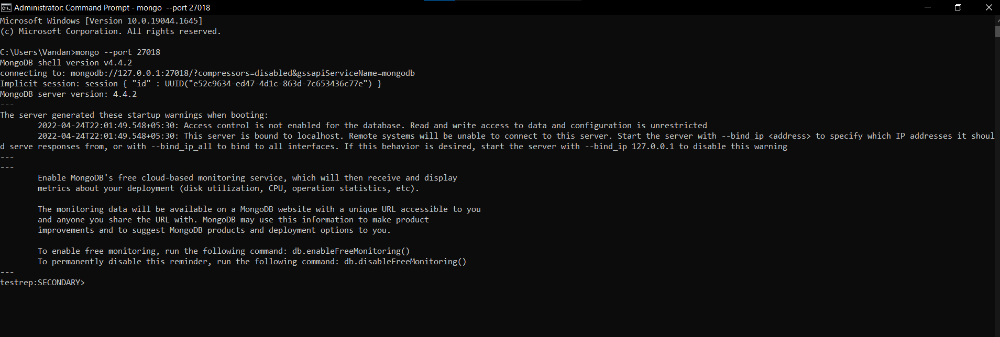 Administrator: Command Prompt - mongo  --port 27018
Microsoft Windows [Version 10.0.19044.1645]
(c) Microsoft Corporation. All rights reserved.
C:\Users\Vandan>mongo --port 27018
MongoDB shell version v4.4.2
connecting to: mongodb://127.0.0.1:27018/?compressors=disabled&gssapiServiceName=mongodb
Implicit session: session { "id" : UUID("e52c9634-ed47-4d1c-863d-7c653436c77e") }
MongoDB server version: 4.4.2
---
The server generated these startup warnings when booting:
2022-04-24T22:01:49.548+05:30: Access control is not enabled for the database. Read and write access to data and configuration is unrestricted
2022-04-24T22:01:49.548+05:30: This server is bound to localhost. Remote systems will be unable to connect to this server. Start the server with --bind_ip <address> to specify which IP addresses it shoul
d serve responses from, or with --bind_ip_all to bind to all interfaces. If this behavior is desired, start the server with --bind_ip 127.0.0.1 to disable this warning
---
---
Enable MongoDB's free cloud-based monitoring service, which will then receive and display
metrics about your deployment (disk utilization, CPU, operation statistics, etc).
The monitoring data will be available on a MongoDB website with a unique URL accessible to you
and anyone you share the URL with. MongoDB may use this information to make product
improvements and to suggest MongoDB products and deployment options to you.
To enable free monitoring, run the following command: db.enableFreeMonitoring()
To permanently disable this reminder, run the following command: db.disableFreeMonitoring()
---
testrep:SECONDARY>